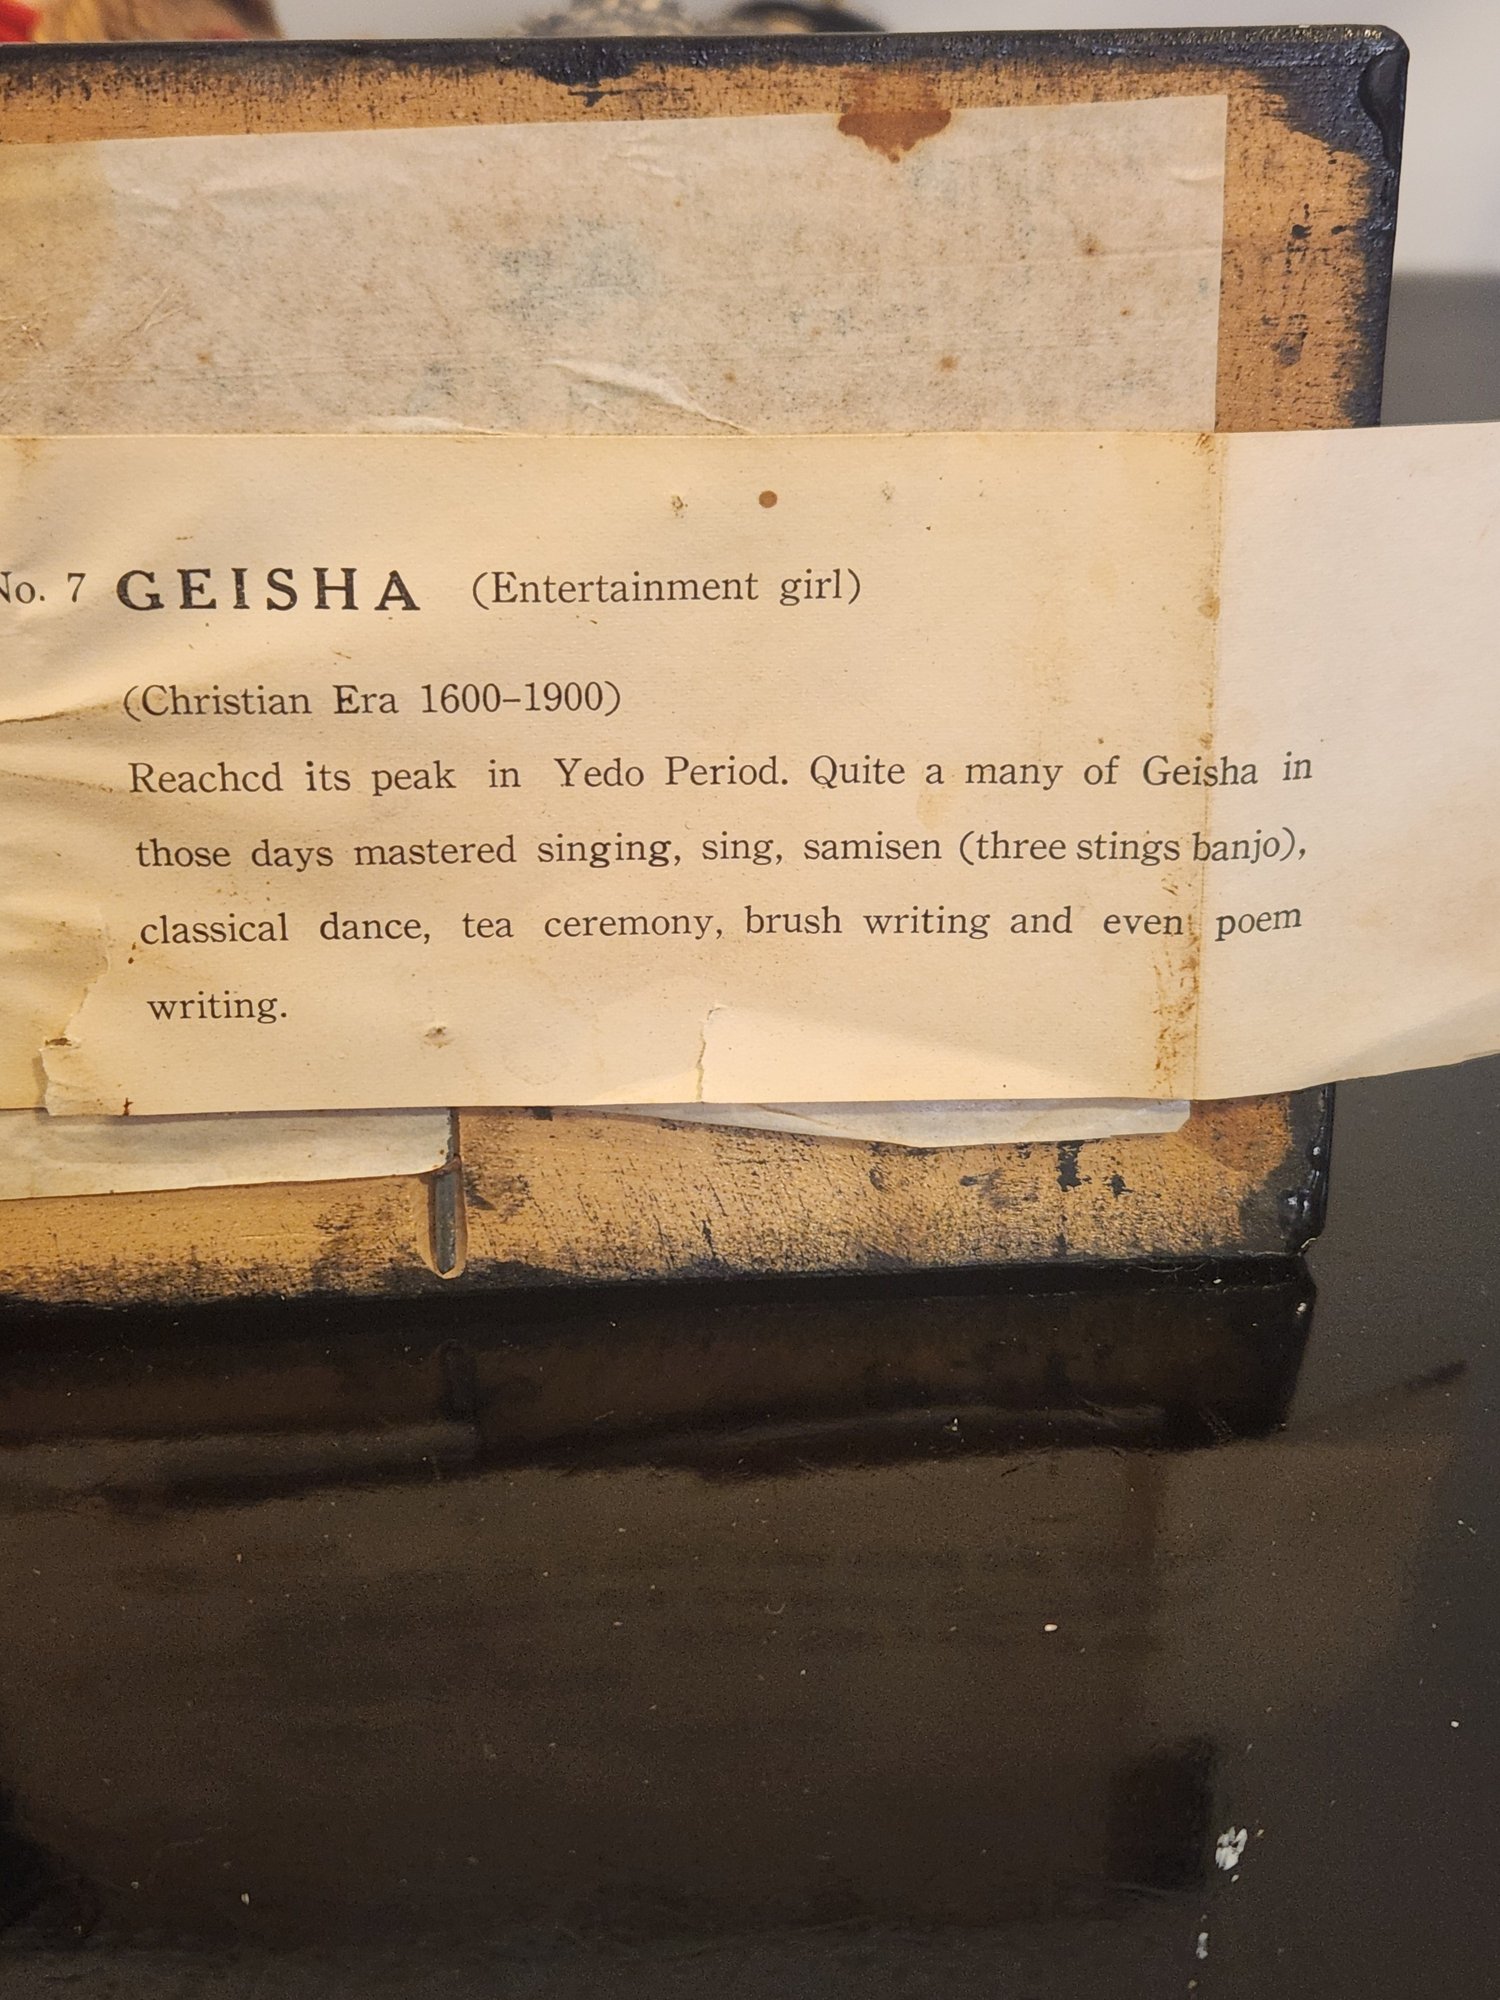 No. 7 GEISHA (Entertainment girl)
(Christian Era 1600-1900)
Reachcd its peak in Yedo Period. Quite a many of Geisha in
those days mastered singing, sing, samisen (three stings banjo),
classical dance, tea ceremony, brush writing and even poem
writing.